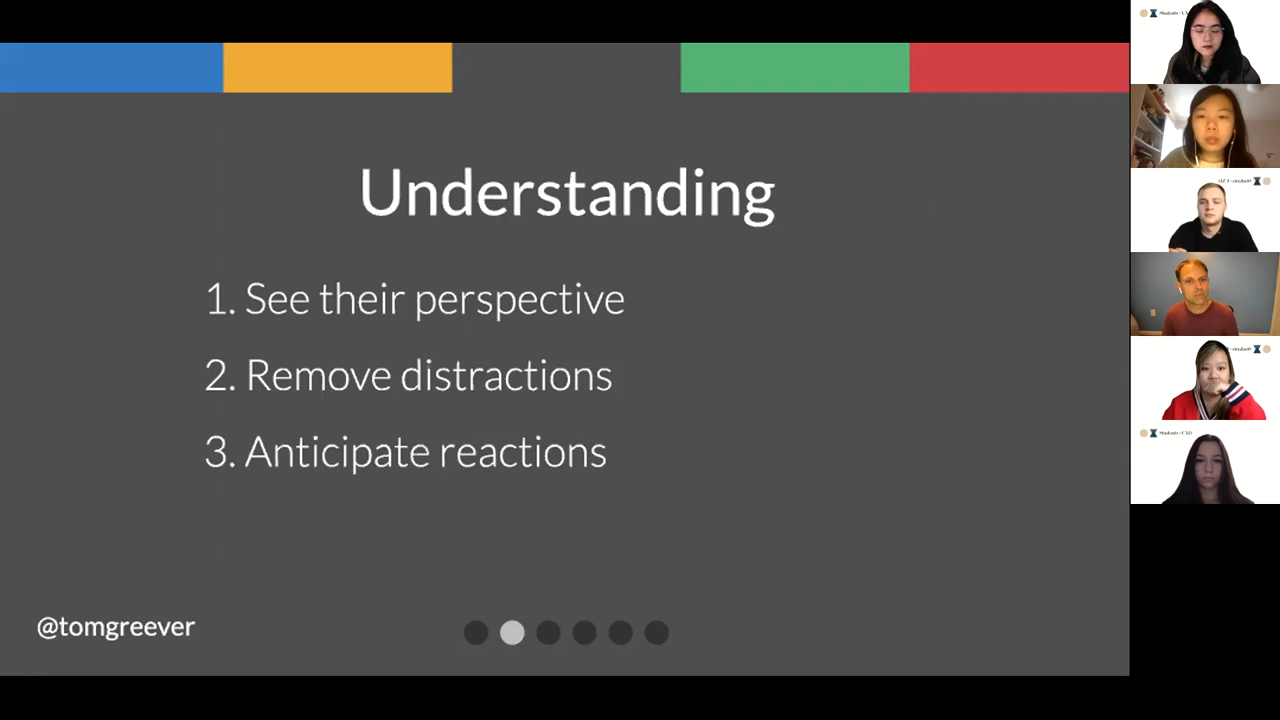 Understanding
1. See their perspective
2. Remove distractions
3. Anticipate reactions
@tomgreever